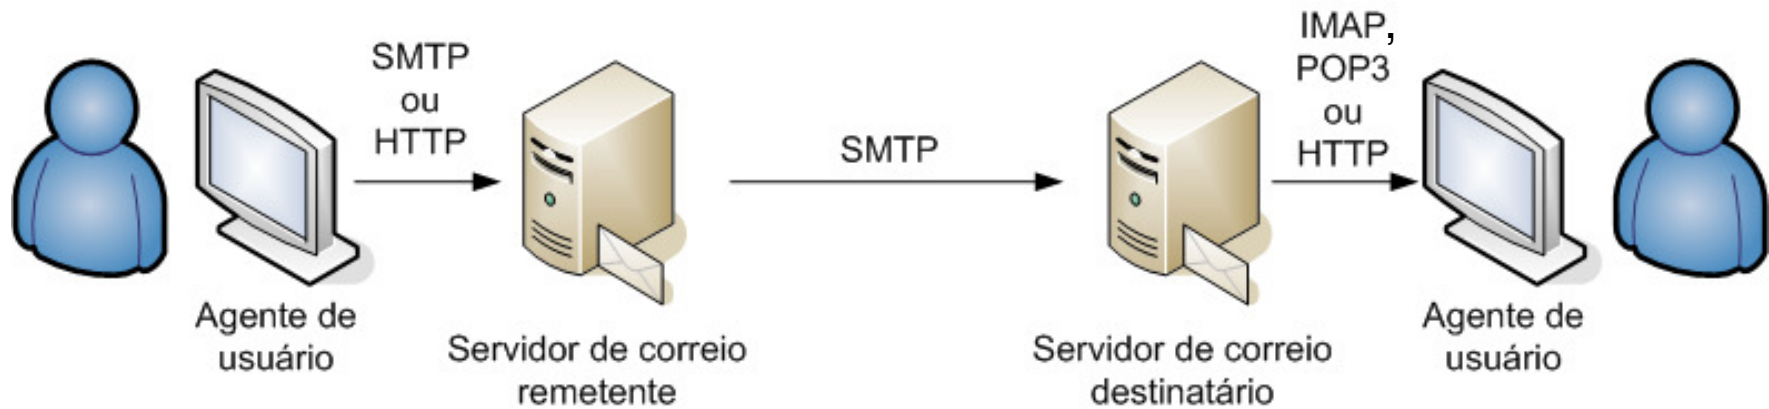 SMTP
ou
HTTP
SMTP
IMAP,
POP3
ou
HTTP
Agente de
usuário
Servidor de correio
remetente
Servidor de correio
destinatário
Agente de
usuário